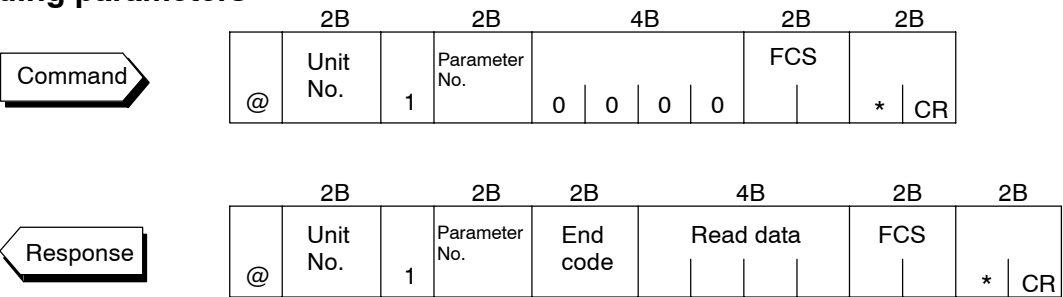 parameters
2B 2B 4B 2B 2B
Command
@ Unit No. 1 Parameter No. 0 0 0 0 FCS * CR
2B 2B 2B 4B 2B 2B
Response
@ Unit No. 1 Parameter No. End code Read data FCS * CR